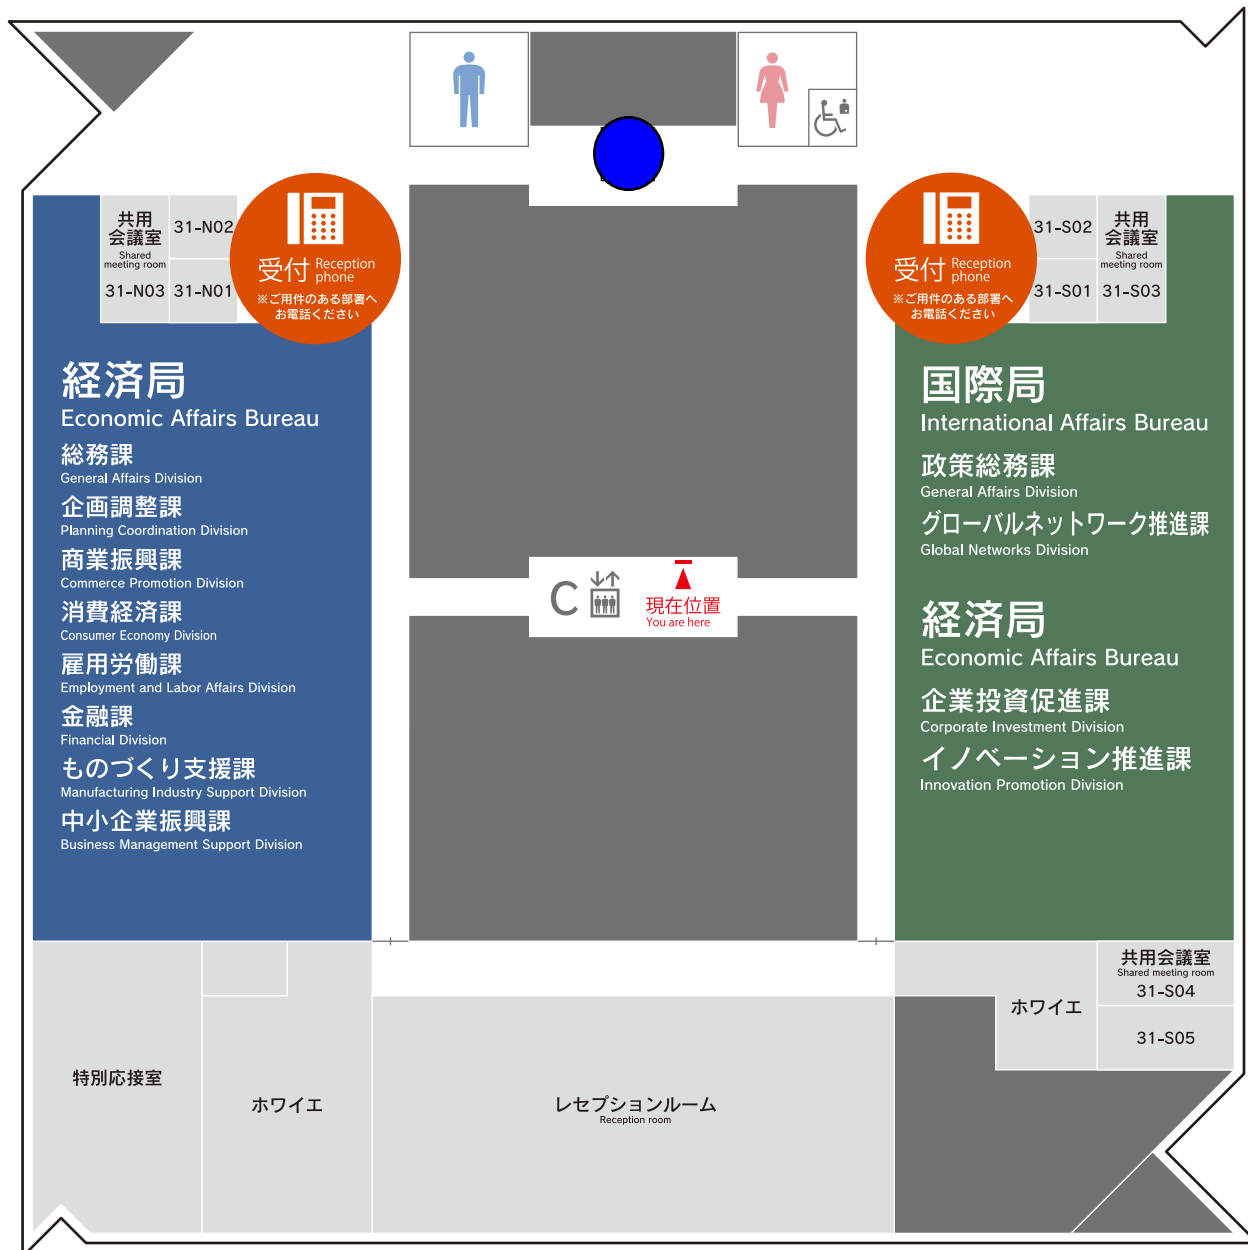 共用
会議室
Shared
meeting room
31-N03
31-N02
31-N01
受付 Reception
phone
※ご用件のある部署へ
お電話ください
受付 Reception
phone
※ご用件のある部署へ
お電話ください
31-S02
31-S01
共用
会議室
Shared
meeting room
31-S03
経済局
Economic Affairs Bureau
総務課
General Affairs Division
企画調整課
Planning Coordination Division
商業振興課
Commerce Promotion Division
消費経済課
Consumer Economy Division
雇用労働課
Employment and Labor Affairs Division
金融課
Financial Division
ものづくり支援課
Manufacturing Industry Support Division
中小企業振興課
Business Management Support Division
C
現在位置
You are here
国際局
International Affairs Bureau
政策総務課
General Affairs Division
グローバルネットワーク推進課
Global Networks Division
経済局
Economic Affairs Bureau
企業投資促進課
Corporate Investment Division
イノベーション推進課
Innovation Promotion Division
特別応接室
ホワイエ
レセプションルーム
Reception room
ホワイエ
共用会議室
Shared meeting room
31-S04
31-S05